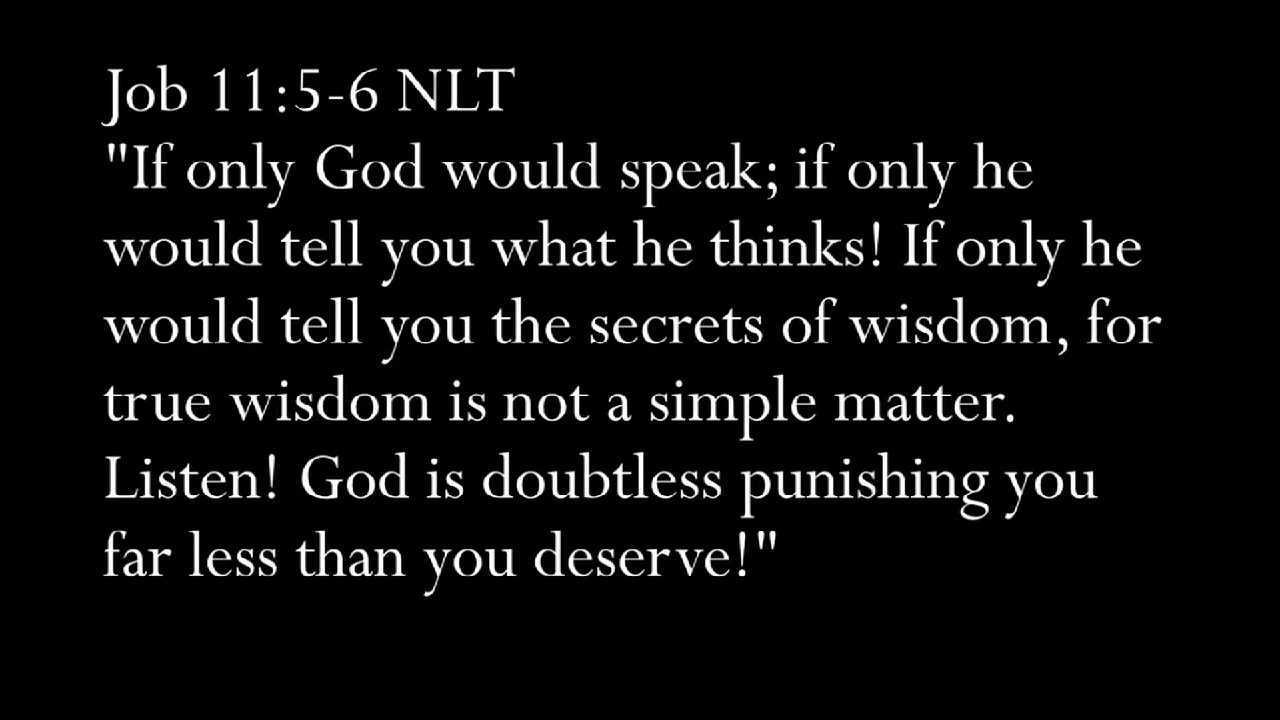 Job 11:5-6 NLT
"If only God would speak; if only he
would tell you what he thinks! If only he
would tell you the secrets of wisdom, for
true wisdom is not a simple matter.
Listen! God is doubtless punishing you
far less than you deserve!"